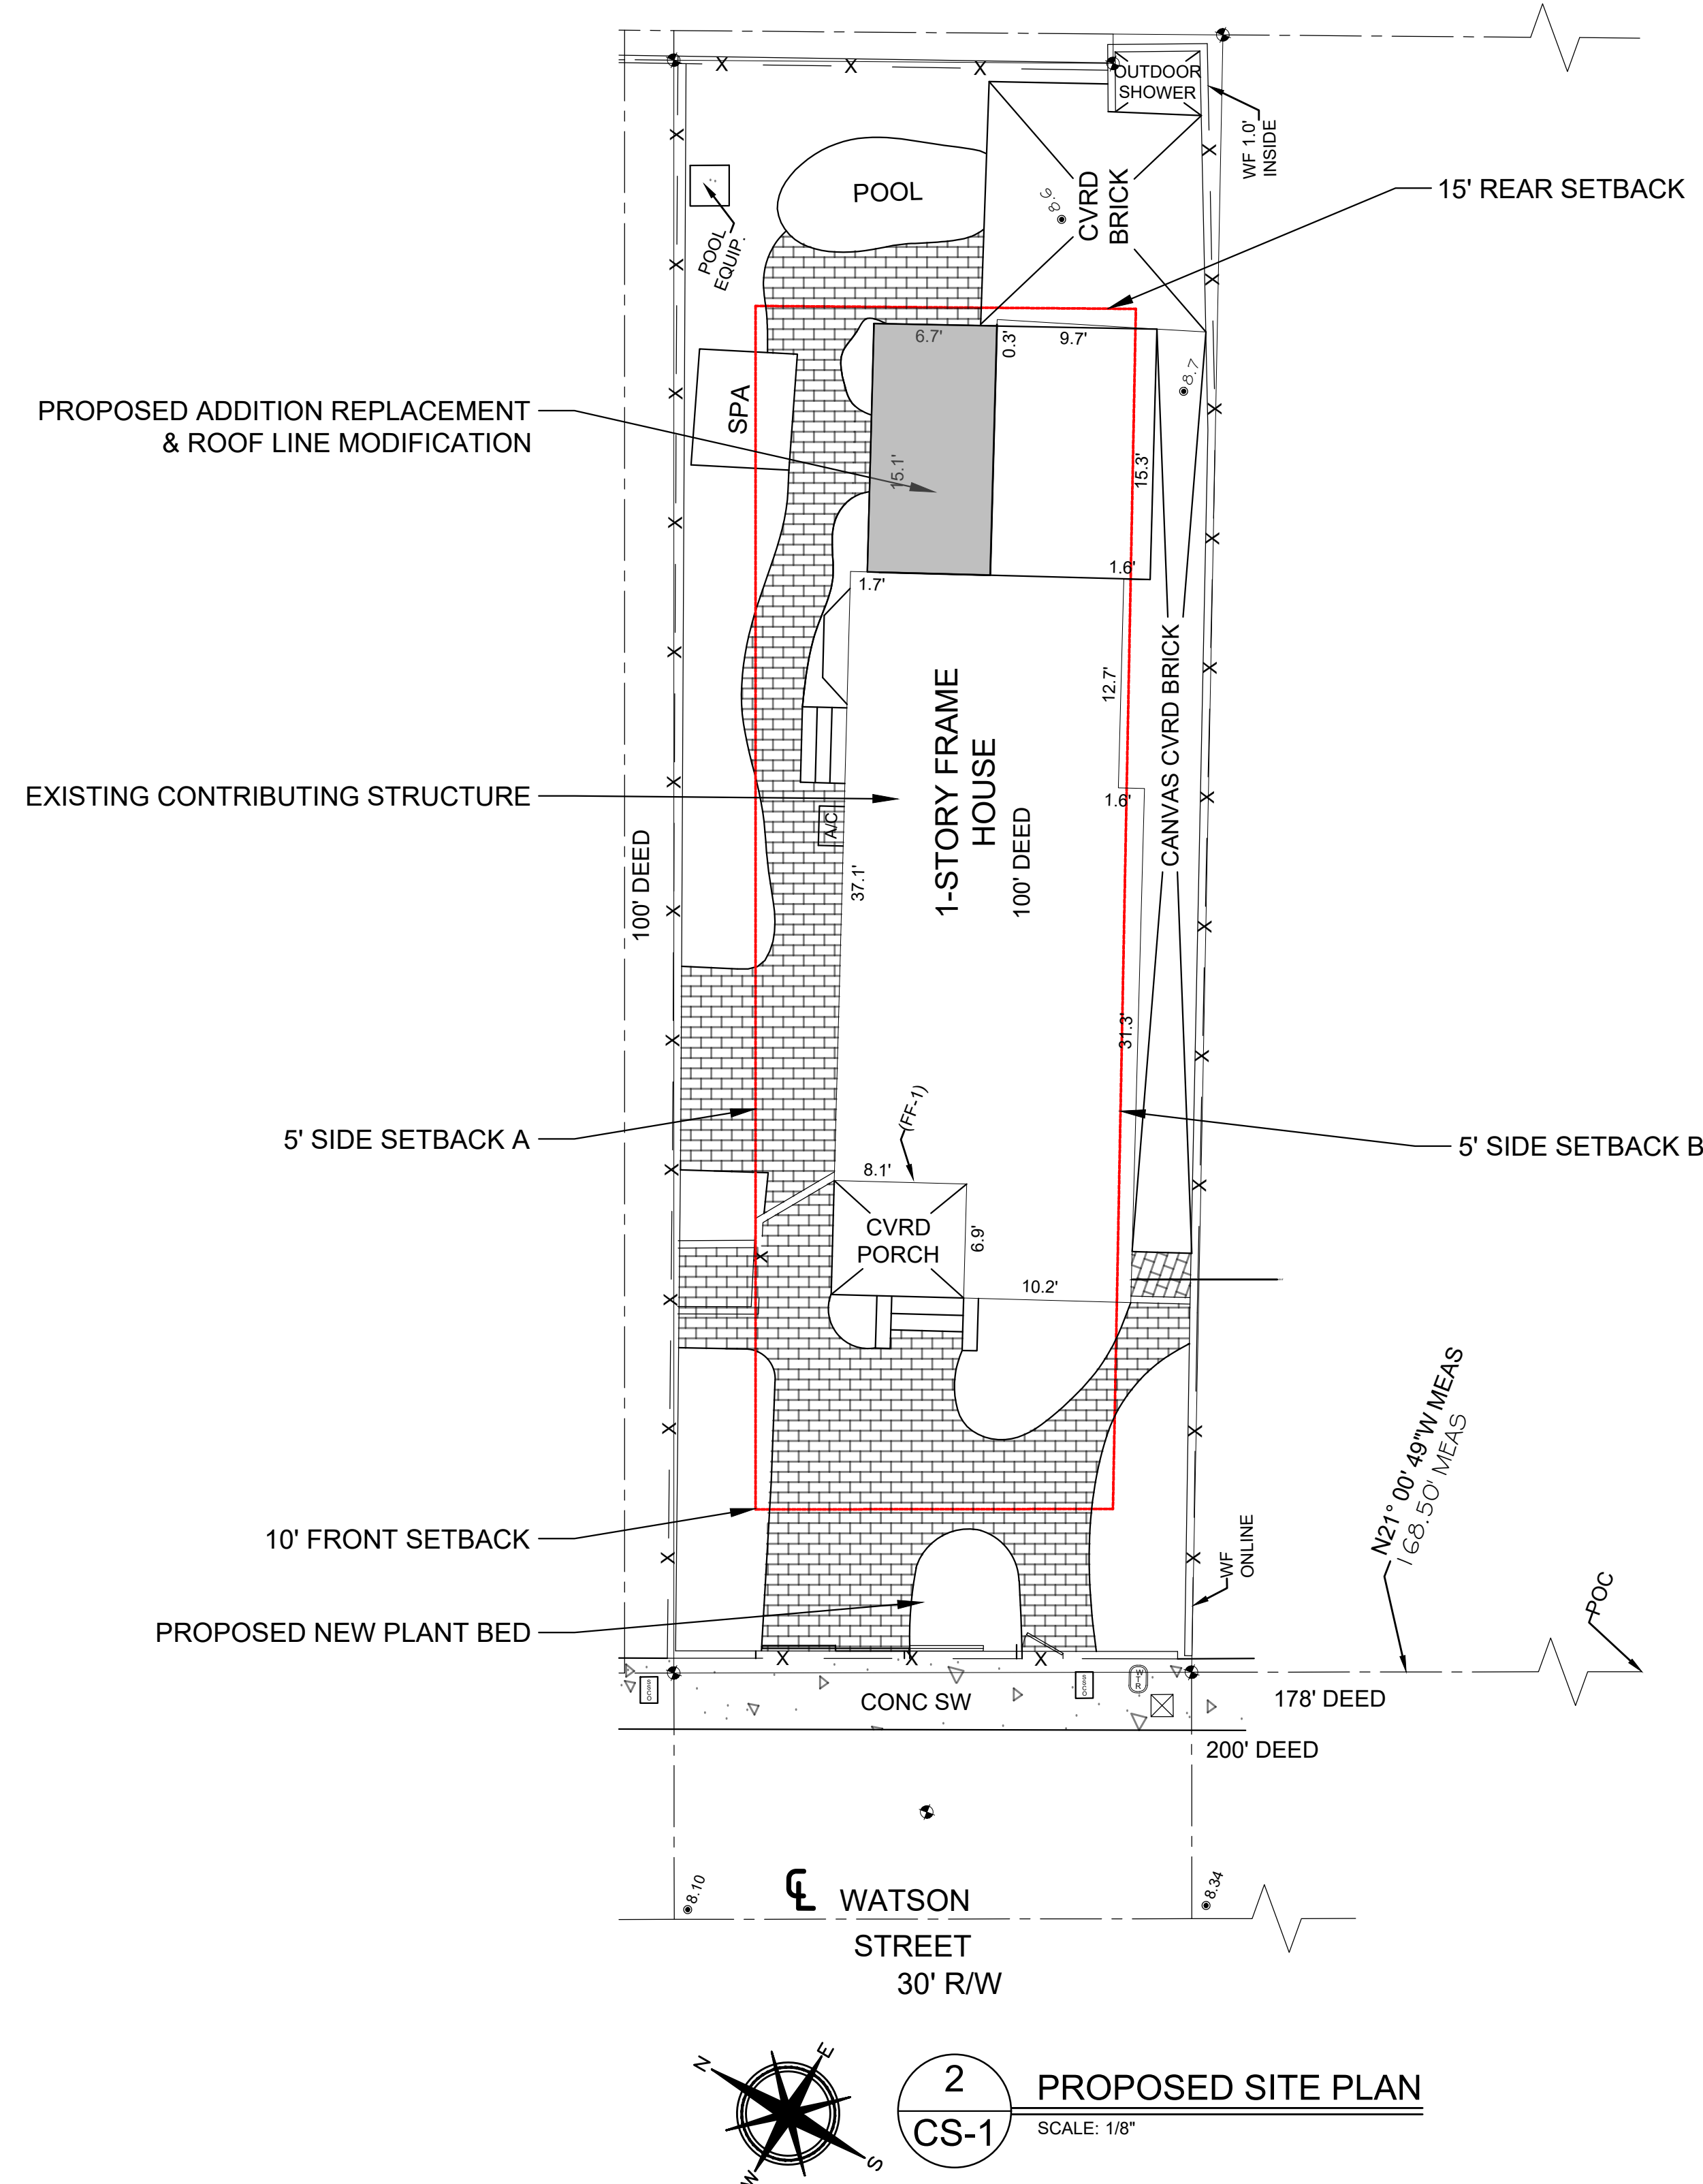 OUTDOOR
SHOWER
WF 1.0'
INSIDE
POOL
CVRD
BRICK
8.6
15' REAR SETBACK
POOL
EQUIP.
6.7'
0.3'
9.7'
8.7
SPA
PROPOSED ADDITION REPLACEMENT
& ROOF LINE MODIFICATION
15.1'
15.3'
1.7'
1.6'
12.7'
1-STORY FRAME
HOUSE
CANVAS CVRD BRICK
EXISTING CONTRIBUTING STRUCTURE
1.6'
A/C
100' DEED
100' DEED
37.1'
31.3'
5' SIDE SETBACK A
5' SIDE SETBACK B
(FF-1)
8.1'
CVRD
PORCH
6.9'
10.2'
N21° 00' 49"W MEAS
168.50' MEAS
10' FRONT SETBACK
WF
ONLINE
POC
PROPOSED NEW PLANT BED
CONC SW
WTR
178' DEED
200' DEED
8.10
8.34
CL
WATSON
STREET
30' R/W
N
E
S
W
2
CS-1
PROPOSED SITE PLAN
SCALE: 1/8"